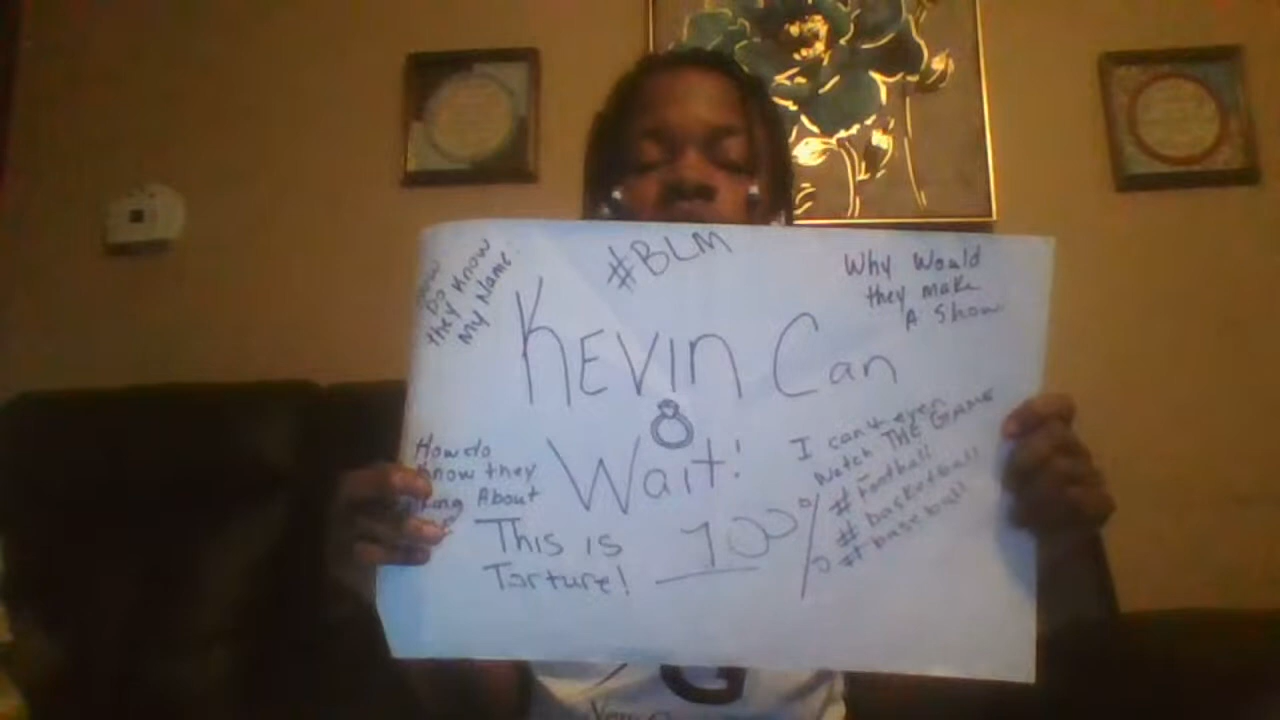 #BLM
Do
they Know
My Name:
Why Would
they make
A Show
KEVIN Can
Wait!
I can't even
Watch THE GAME
# Football
# basketball
# baseball
How do
Know they
About
This is
Torture!
100%
G